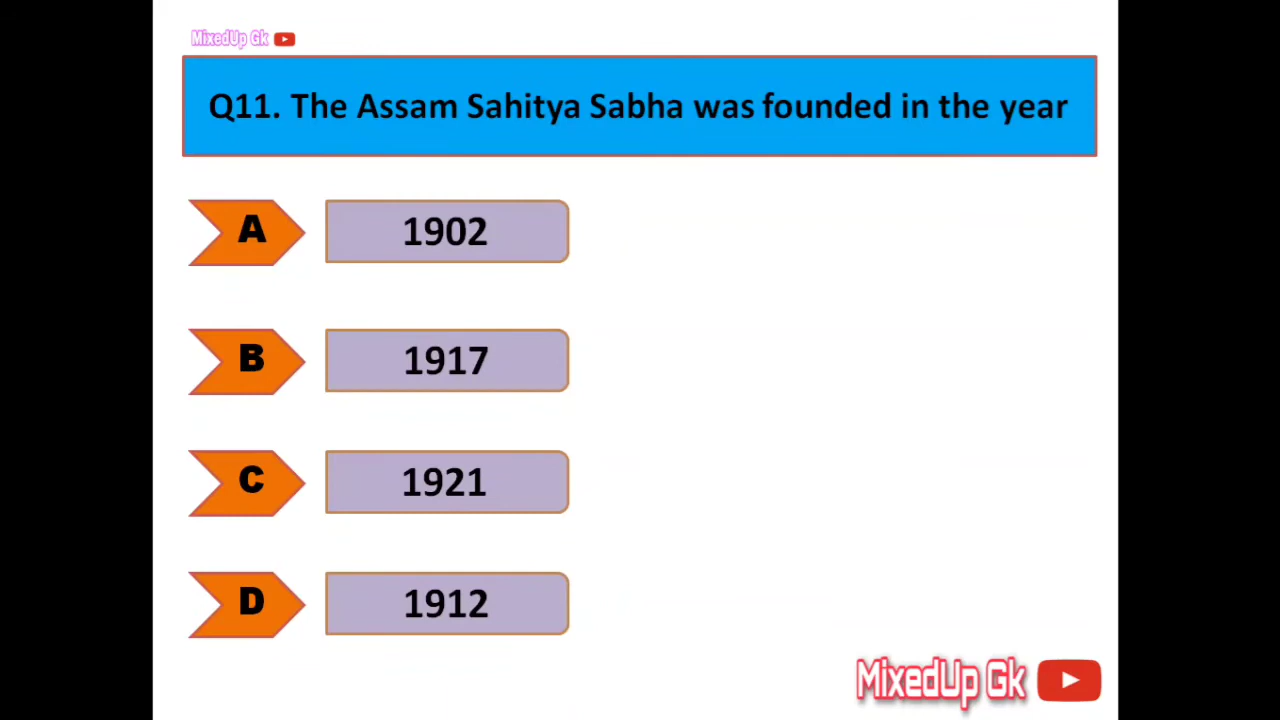 MixedUp Gk
Q11. The Assam Sahitya Sabha was founded in the year
A 1902
B 1917
C 1921
D 1912
MixedUp Gk